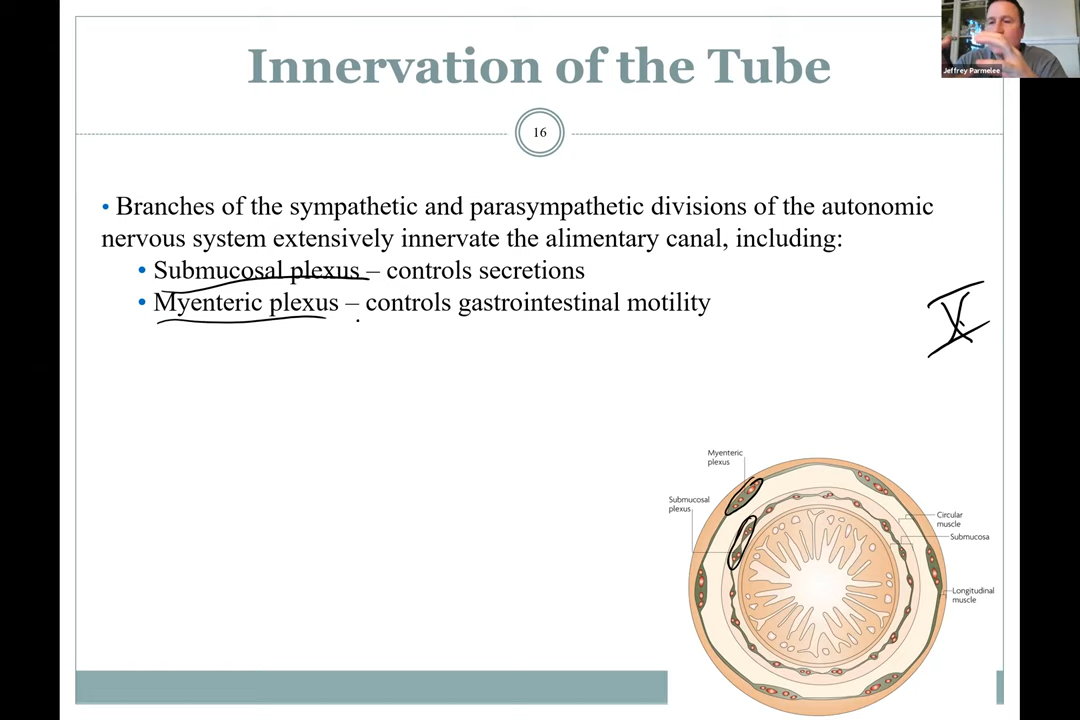 Innervation of the Tube
Jeffrey Parmelee
16
• Branches of the sympathetic and parasympathetic divisions of the autonomic
nervous system extensively innervate the alimentary canal, including:
• Submucosal plexus – controls secretions
• Myenteric plexus – controls gastrointestinal motility
X
Myenteric
plexus
Submucosal
plexus
Circular
muscle
Submucosa
Longitudinal
muscle